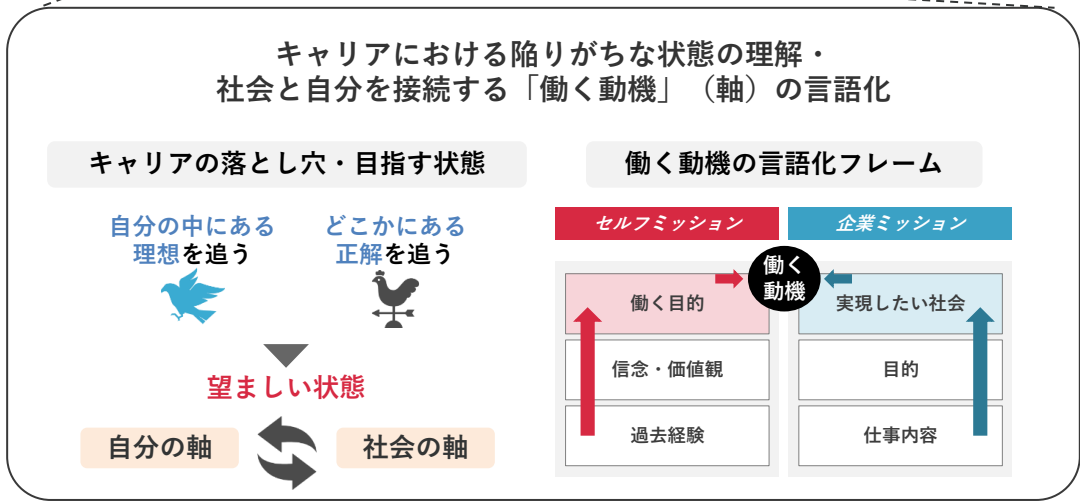 キャリアにおける陥りがちな状態の理解・
社会と自分を接続する「働く動機」（軸）の言語化
キャリアの落とし穴・目指す状態
自分の中にある
理想を追う
どこかにある
正解を追う
望ましい状態
自分の軸
社会の軸
働く動機の言語化フレーム
セルフミッション
企業ミッション
働く
動機
働く目的
実現したい社会
信念・価値観
目的
過去経験
仕事内容